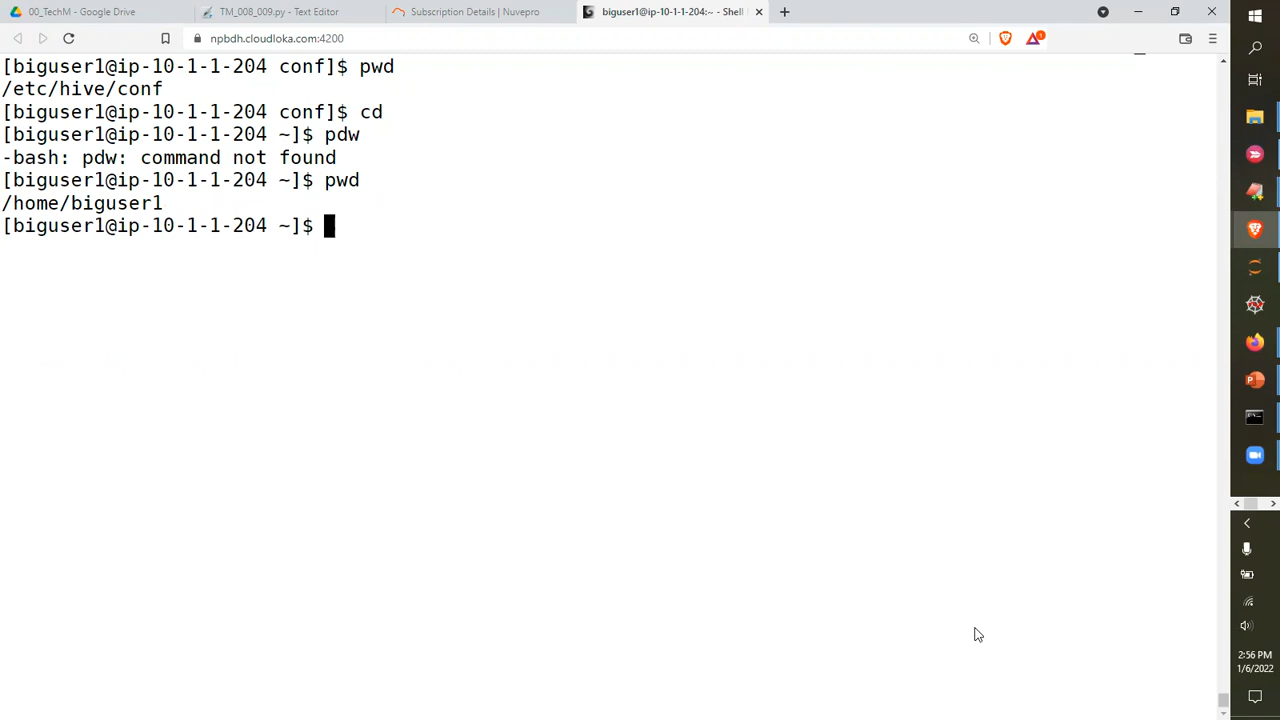 00_TechM - Google Drive
TM_008_009.py - Text Editor
Subscription Details | Nuvepro
biguser1@ip-10-1-1-204:~ - Shell
npbdh.cloudloka.com:4200
[biguser1@ip-10-1-1-204 conf]$ pwd
/etc/hive/conf
[biguser1@ip-10-1-1-204 conf]$ cd
[biguser1@ip-10-1-1-204 ~]$ pdw
-bash: pdw: command not found
[biguser1@ip-10-1-1-204 ~]$ pwd
/home/biguser1
[biguser1@ip-10-1-1-204 ~]$
2:56 PM
1/6/2022